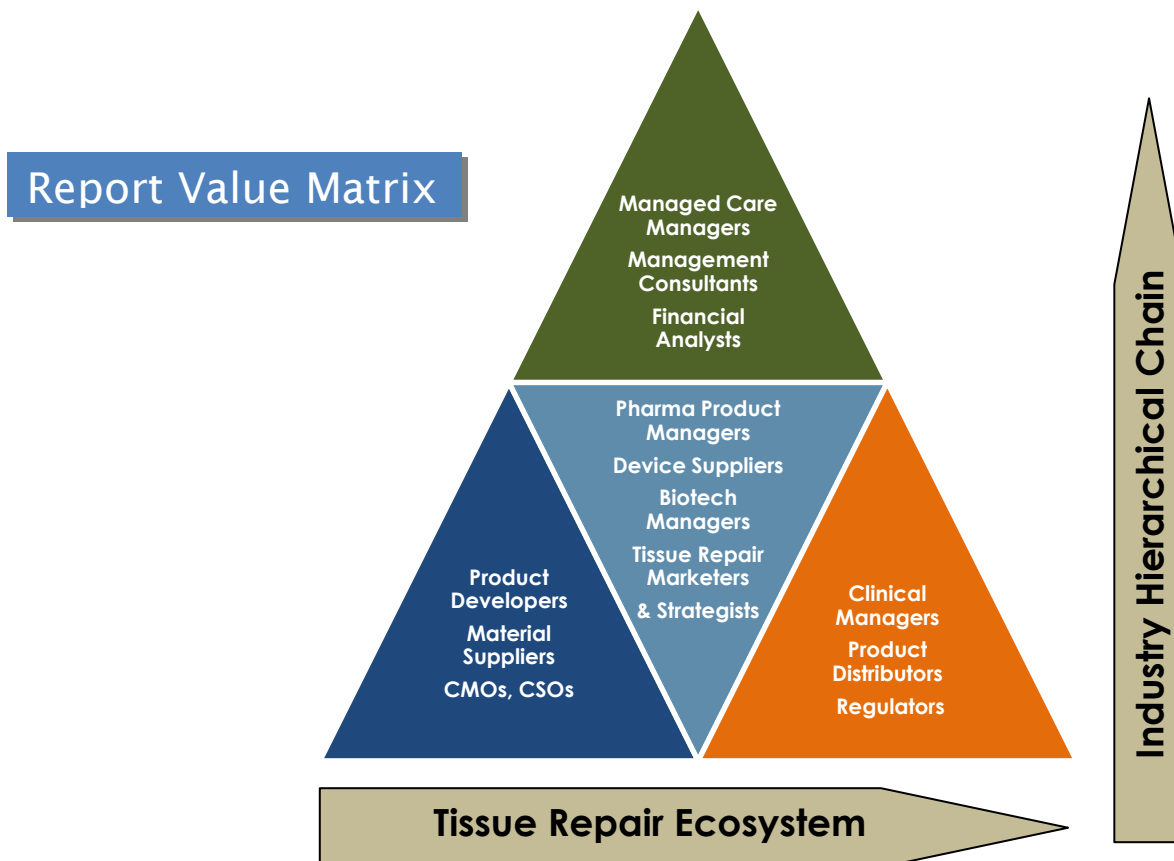 Report Value Matrix
Managed Care
Managers
Management
Consultants
Financial
Analysts
Pharma Product
Managers
Device Suppliers
Biotech
Managers
Tissue Repair
Marketers
& Strategists
Product
Developers
Material
Suppliers
CMOs, CSOs
Clinical
Managers
Product
Distributors
Regulators
Tissue Repair Ecosystem
Industry Hierarchical Chain